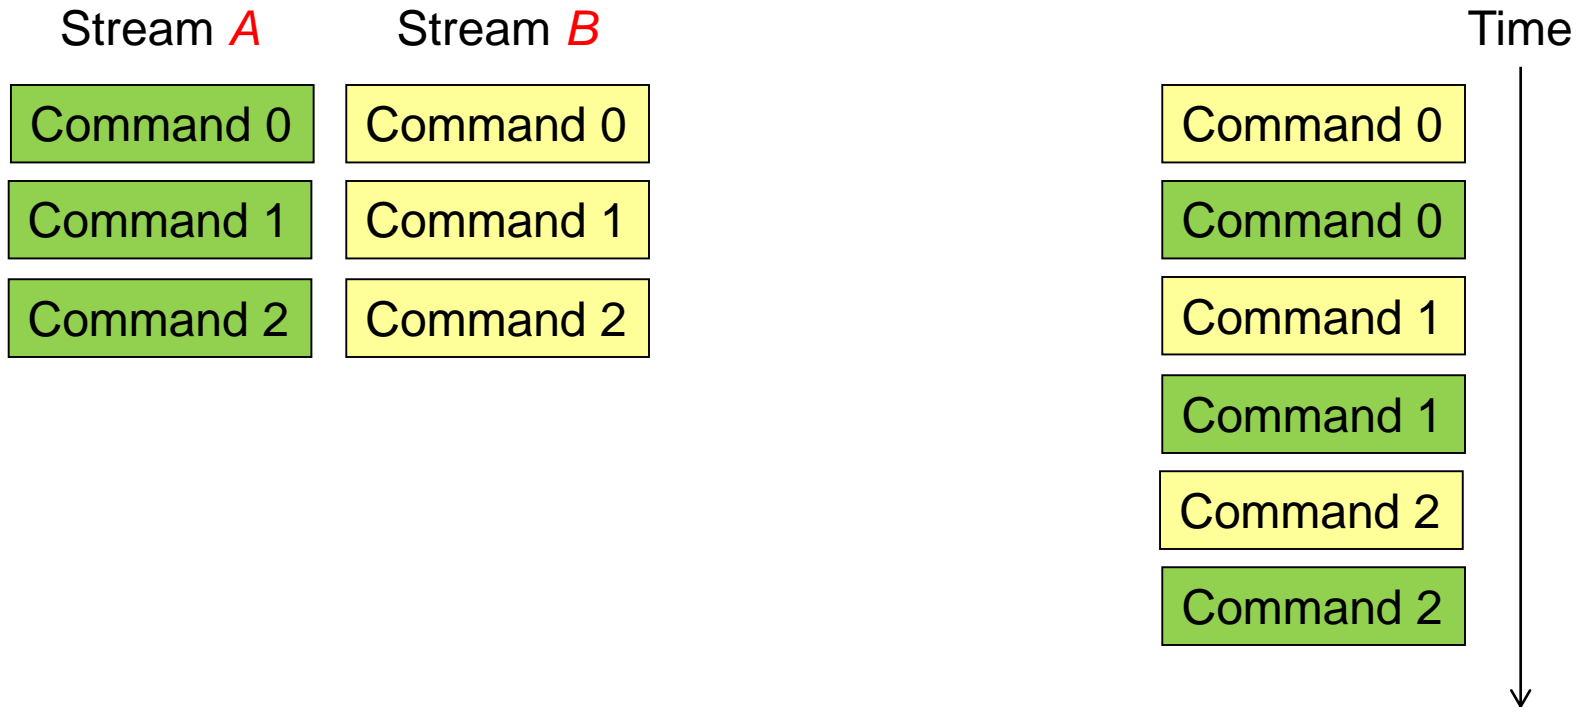 Stream A Stream B Time
Command 0 Command 0 Command 0
Command 1 Command 1 Command 0
Command 2 Command 2 Command 1
Command 1
Command 2
Command 2